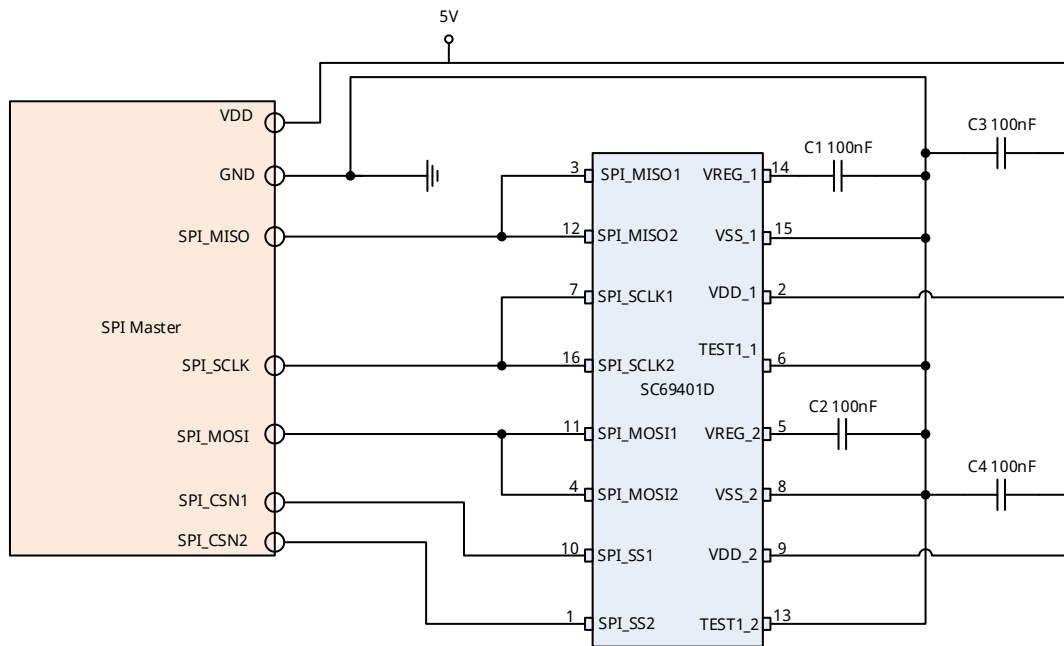 5V
VDD
GND
SPI_MISO
SPI Master
SPI_SCLK
SPI_MOSI
SPI_CSN1
SPI_CSN2
3 SPI_MISO1
12 SPI_MISO2
7 SPI_SCLK1
16 SPI_SCLK2
SC69401D
11 SPI_MOSI1
4 SPI_MOSI2
10 SPI_SS1
1 SPI_SS2
VREG_1 14
VSS_1 15
VDD_1 2
TEST1_1 6
VREG_2 5
VSS_2 8
VDD_2 9
TEST1_2 13
C1 100nF
C3 100nF
C2 100nF
C4 100nF